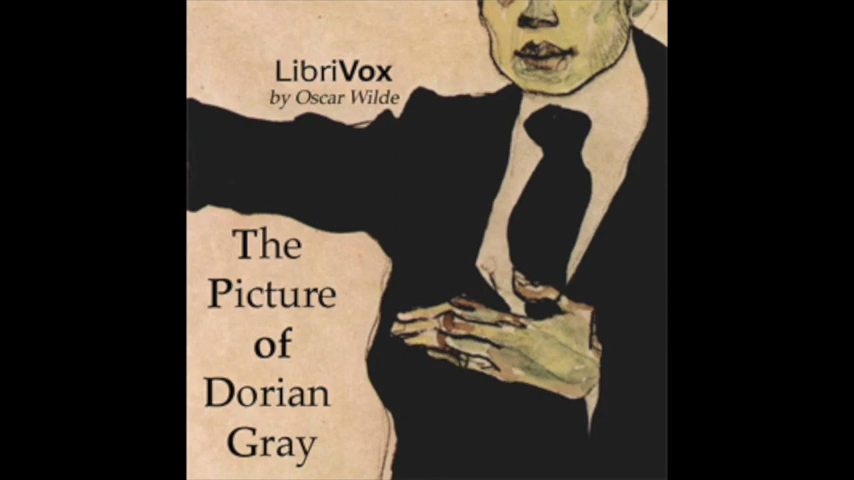 LibriVox
by Oscar Wilde
The
Picture
of
Dorian
Gray